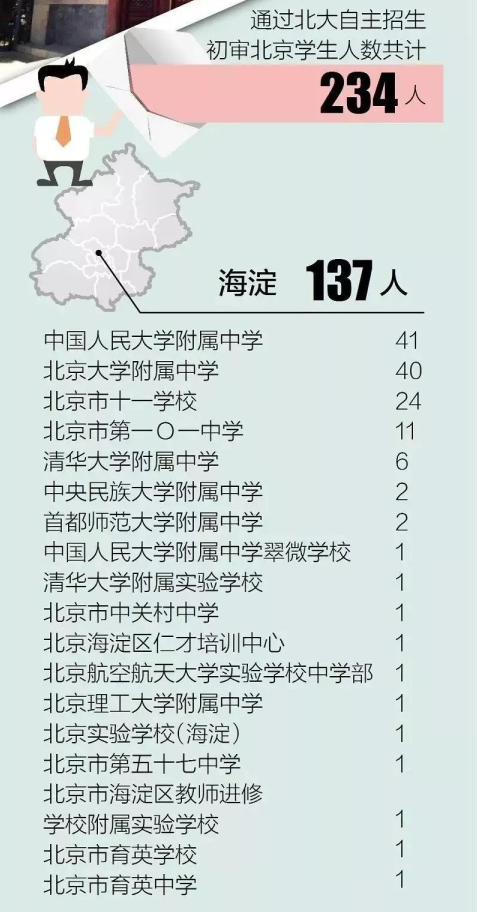 通过北大自主招生
初审北京学生人数共计
234人
海淀 137人
中国人民大学附属中学 41
北京大学附属中学 40
北京市十一学校 24
北京市第一〇一中学 11
清华大学附属中学 6
中央民族大学附属中学 2
首都师范大学附属中学 2
中国人民大学附属中学翠微学校 1
清华大学附属实验学校 1
北京市中关村中学 1
北京海淀区仁才培训中心 1
北京航空航天大学实验学校中学部 1
北京理工大学附属中学 1
北京实验学校(海淀) 1
北京市第五十七中学 1
北京市海淀区教师进修
学校附属实验学校 1
北京市育英学校 1
北京市育英中学 1